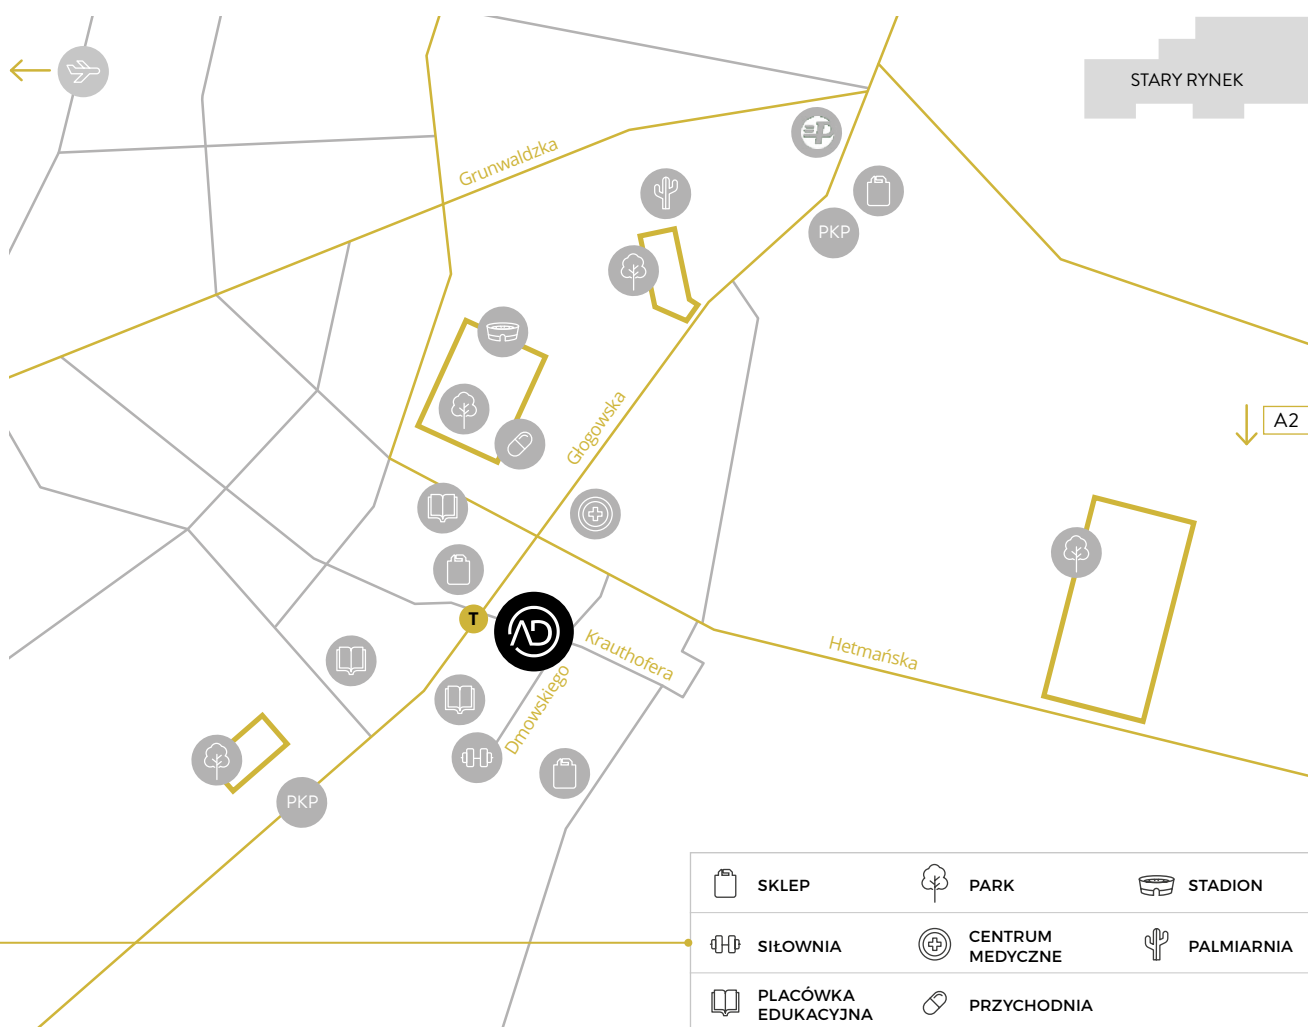 STARY RYNEK
Grunwaldzka
PKP
Głogowska
A2
T
AD
Krauthofera
Hetmańska
Dmowskiego
PKP
SKLEP
PARK
STADION
SIŁOWNIA
CENTRUM
MEDYCZNE
PALMIARNIA
PLACÓWKA
EDUKACYJNA
PRZYCHODNIA